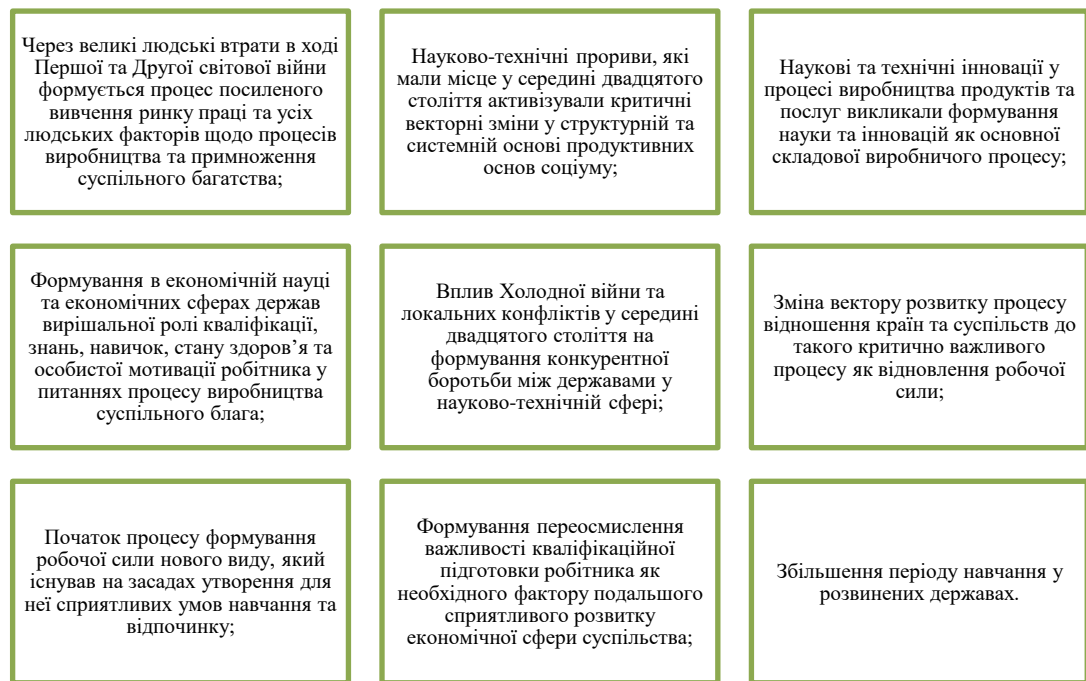 Через великі людські втрати в ході
Першої та Другої світової війни
формується процес посиленого
вивчення ринку праці та усіх
людських факторів щодо процесів
виробництва та примноження
суспільного багатства;
Науково-технічні прориви, які
мали місце у середині двадцятого
століття активізували критичні
векторні зміни у структурній та
системній основі продуктивних
основ соціуму;
Наукові та технічні інновації у
процесі виробництва продуктів та
послуг викликали формування
науки та інновацій як основної
складової виробничого процесу;
Формування в економічній науці
та економічних сферах держав
вирішальної ролі кваліфікації,
знань, навичок, стану здоров’я та
особистої мотивації робітника у
питаннях процесу виробництва
суспільного блага;
Вплив Холодної війни та
локальних конфліктів у середині
двадцятого століття на
формування конкурентної
боротьби між державами у
науково-технічній сфері;
Зміна вектору розвитку процесу
відношення країн та суспільств до
такого критично важливого
процесу як відновлення робочої
сили;
Початок процесу формування
робочої сили нового виду, який
існував на засадах утворення для
неї сприятливих умов навчання та
відпочинку;
Формування переосмислення
важливості кваліфікаційної
підготовки робітника як
необхідного фактору подальшого
сприятливого розвитку
економічної сфери суспільства;
Збільшення періоду навчання у
розвинених державах.